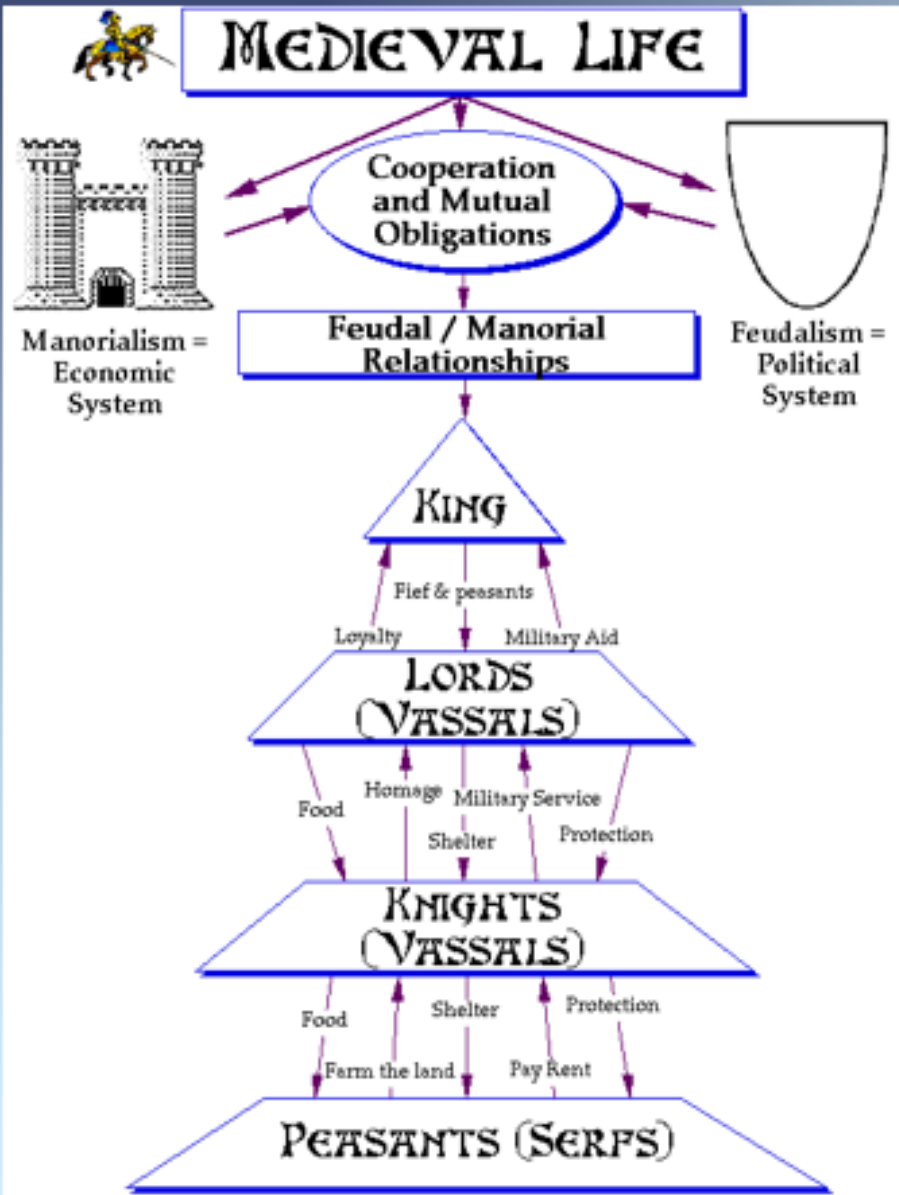 MEDIEVAL LIFE
Cooperation
and Mutual
Obligations
Manorialism =
Economic
System
Feudal / Manorial
Relationships
Feudalism =
Political
System
KING
Fief & peasants
Loyalty
Military Aid
LORDS
(VASSALS)
Food
Homage
Military Service
Shelter
Protection
KNIGHTS
(VASSALS)
Food
Shelter
Protection
Farm the land
Pay Rent
PEASANTS (SERFS)